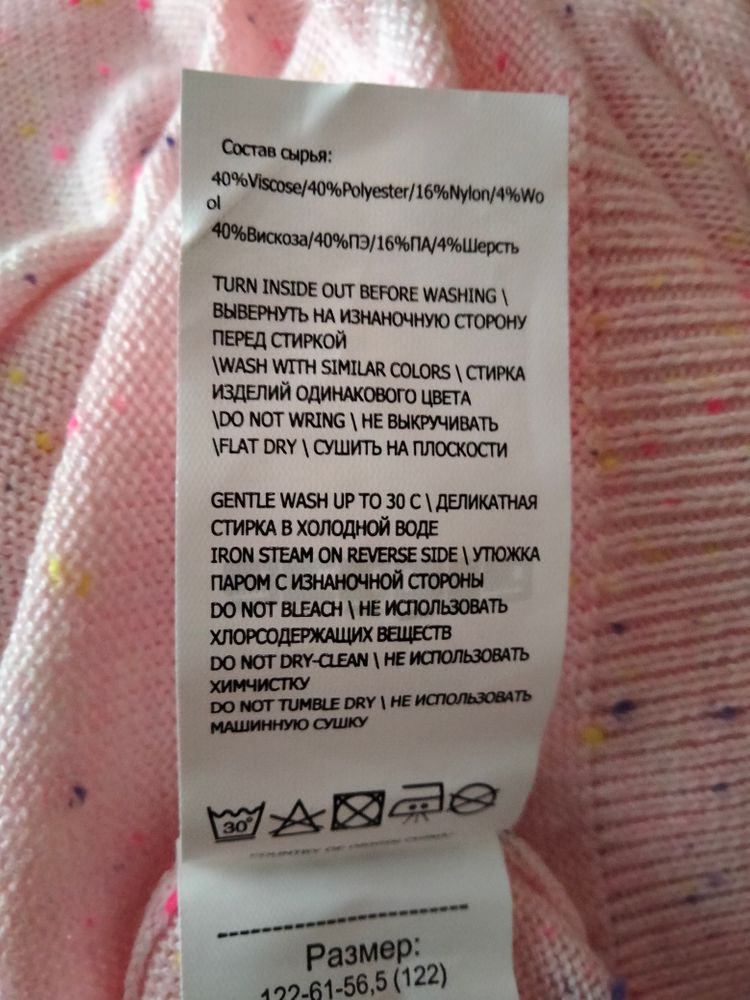 Состав сырья:
40%Viscose/40%Polyester/16%Nylon/4%Wo
ol
40%Вискоза/40%ПЭ/16%ПА/4%Шерсть
TURN INSIDE OUT BEFORE WASHING \
ВЫВЕРНУТЬ НА ИЗНАНОЧНУЮ СТОРОНУ
ПЕРЕД СТИРКОЙ
\WASH WITH SIMILAR COLORS \ СТИРКА
ИЗДЕЛИЙ ОДИНАКОВОГО ЦВЕТА
\DO NOT WRING \ НЕ ВЫКРУЧИВАТЬ
\FLAT DRY \ СУШИТЬ НА ПЛОСКОСТИ
GENTLE WASH UP TO 30 C \ ДЕЛИКАТНАЯ
СТИРКА В ХОЛОДНОЙ ВОДЕ
IRON STEAM ON REVERSE SIDE \ УТЮЖКА
ПАРОМ С ИЗНАНОЧНОЙ СТОРОНЫ
DO NOT BLEACH \ НЕ ИСПОЛЬЗОВАТЬ
ХЛОРСОДЕРЖАЩИХ ВЕЩЕСТВ
DO NOT DRY-CLEAN \ НЕ ИСПОЛЬЗОВАТЬ
ХИМЧИСТКУ
DO NOT TUMBLE DRY \ НЕ ИСПОЛЬЗОВАТЬ
МАШИННУЮ СУШКУ
30°
COUNTRY OF ORIGIN CHINA/
Размер:
122-61-56,5 (122)